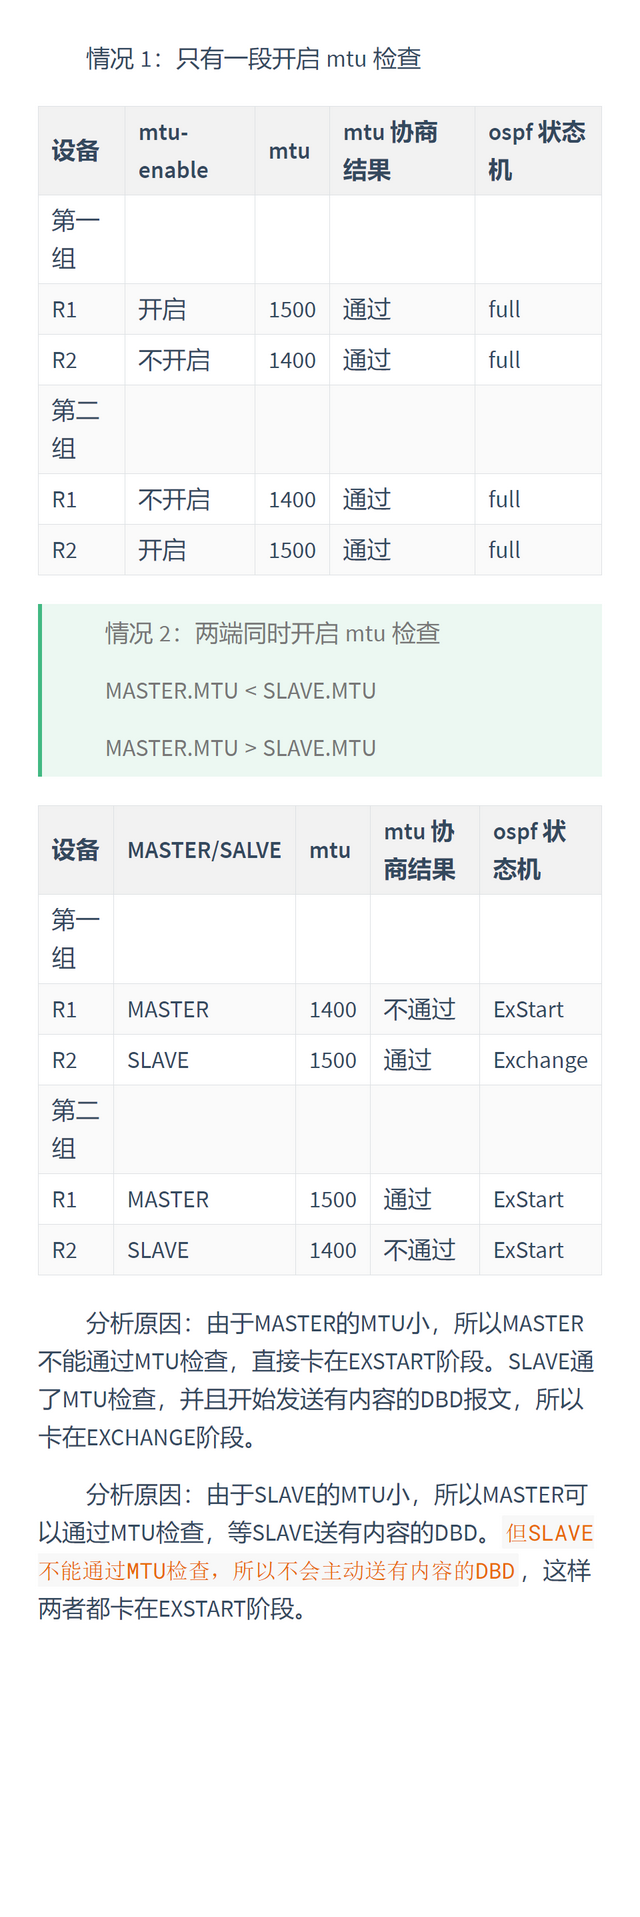 情况 1：只有一段开启 mtu 检查
设备 mtu-enable mtu mtu 协商结果 ospf 状态机
第一组
R1 开启 1500 通过 full
R2 不开启 1400 通过 full
第二组
R1 不开启 1400 通过 full
R2 开启 1500 通过 full
情况 2：两端同时开启 mtu 检查
MASTER.MTU < SLAVE.MTU
MASTER.MTU > SLAVE.MTU
设备 MASTER/SALVE mtu mtu 协商结果 ospf 状态机
第一组
R1 MASTER 1400 不通过 ExStart
R2 SLAVE 1500 通过 Exchange
第二组
R1 MASTER 1500 通过 ExStart
R2 SLAVE 1400 不通过 ExStart
分析原因：由于MASTER的MTU小，所以MASTER
不能通过MTU检查，直接卡在EXSTART阶段。SLAVE通
了MTU检查，并且开始发送有内容的DBD报文，所以
卡在EXCHANGE阶段。
分析原因：由于SLAVE的MTU小，所以MASTER可
以通过MTU检查，等SLAVE送有内容的DBD。但SLAVE
不能通过MTU检查，所以不会主动送有内容的DBD，这样
两者都卡在EXSTART阶段。